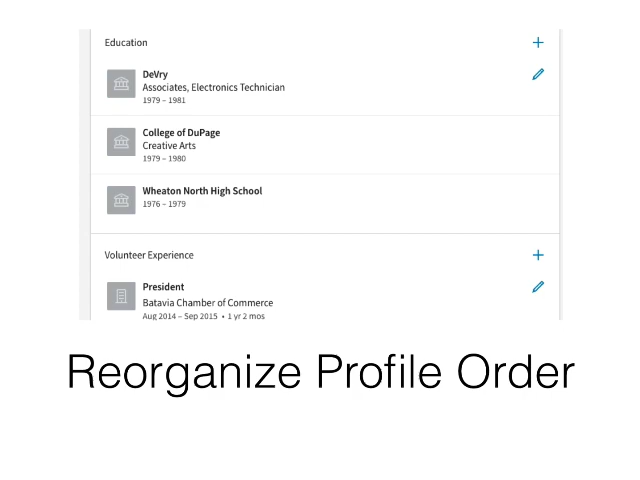 Education
DeVry
Associates, Electronics Technician
1979 – 1981
College of DuPage
Creative Arts
1979 – 1980
Wheaton North High School
1976 – 1979
Volunteer Experience
President
Batavia Chamber of Commerce
Aug 2014 – Sep 2015 • 1 yr 2 mos
Reorganize Profile Order